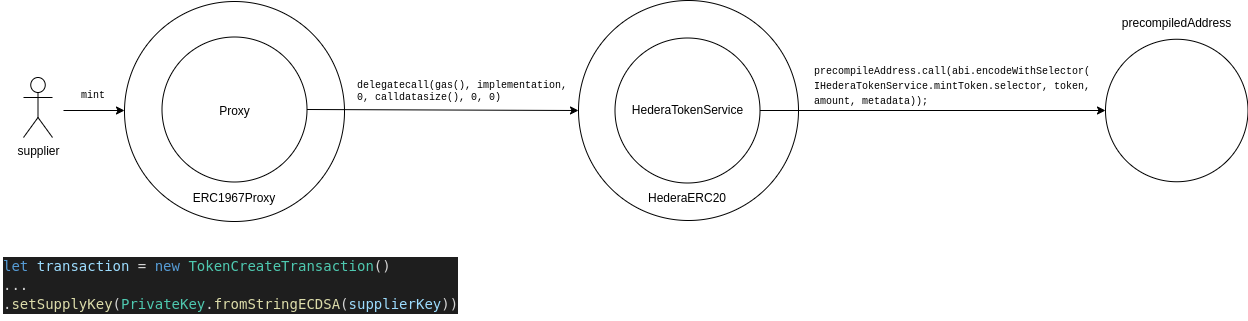 precompiledAddress
supplier
mint
Proxy
ERC1967Proxy
delegatecall(gas(), implementation,
0, calldatasize(), 0, 0)
HederaTokenService
HederaERC20
precompileAddress.call(abi.encodeWithSelector(
IHederaTokenService.mintToken.selector, token,
amount, metadata));
let transaction = new TokenCreateTransaction()
...
.setSupplyKey(PrivateKey.fromStringECDSA(supplierKey))